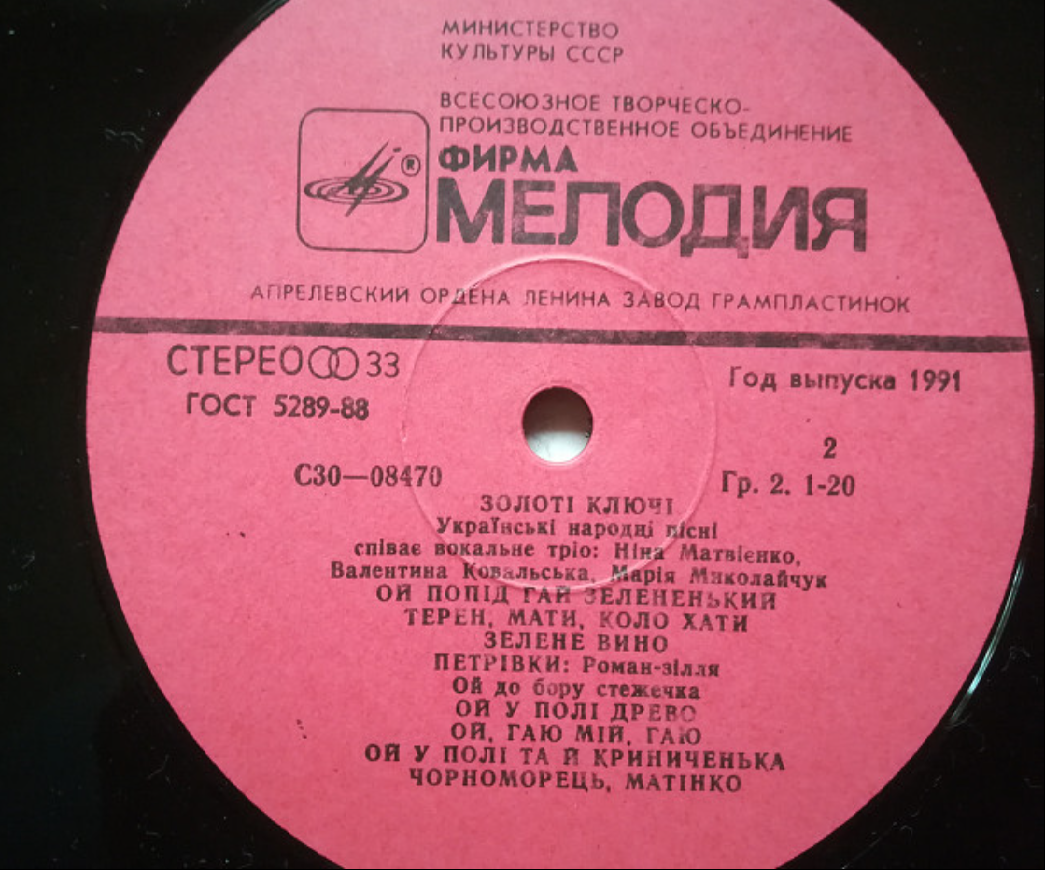 МИНИСТЕРСТВО
КУЛЬТУРЫ СССР
ВСЕСОЮЗНОЕ ТВОРЧЕСКО-
ПРОИЗВОДСТВЕННОЕ ОБЪЕДИНЕНИЕ
®
ФИРМА
МЕЛОДИЯ
АПРЕЛЕВСКИЙ ОРДЕНА ЛЕНИНА ЗАВОД ГРАМПЛАСТИНОК
СТЕРЕО 33
Год выпуска 1991
ГОСТ 5289-88
2
С30—08470
Гр. 2. 1-20
ЗОЛОТІ КЛЮЧІ
Українські народні пісні
співає вокальне тріо: Ніна Матвієнко,
Валентина Ковальська, Марія Миколайчук
ОЙ ПОПІД ГАЙ ЗЕЛЕНЕНЬКИЙ
ТЕРЕН, МАТИ, КОЛО ХАТИ
ЗЕЛЕНЕ ВИНО
ПЕТРІВКИ: Роман-зілля
Ой до бору стежечка
ОЙ У ПОЛІ ДРЕВО
ОЙ, ГАЮ МІЙ, ГАЮ
ОЙ У ПОЛІ ТА Й КРИНИЧЕНЬКА
ЧОРНОМОРЕЦЬ, МАТІНКО